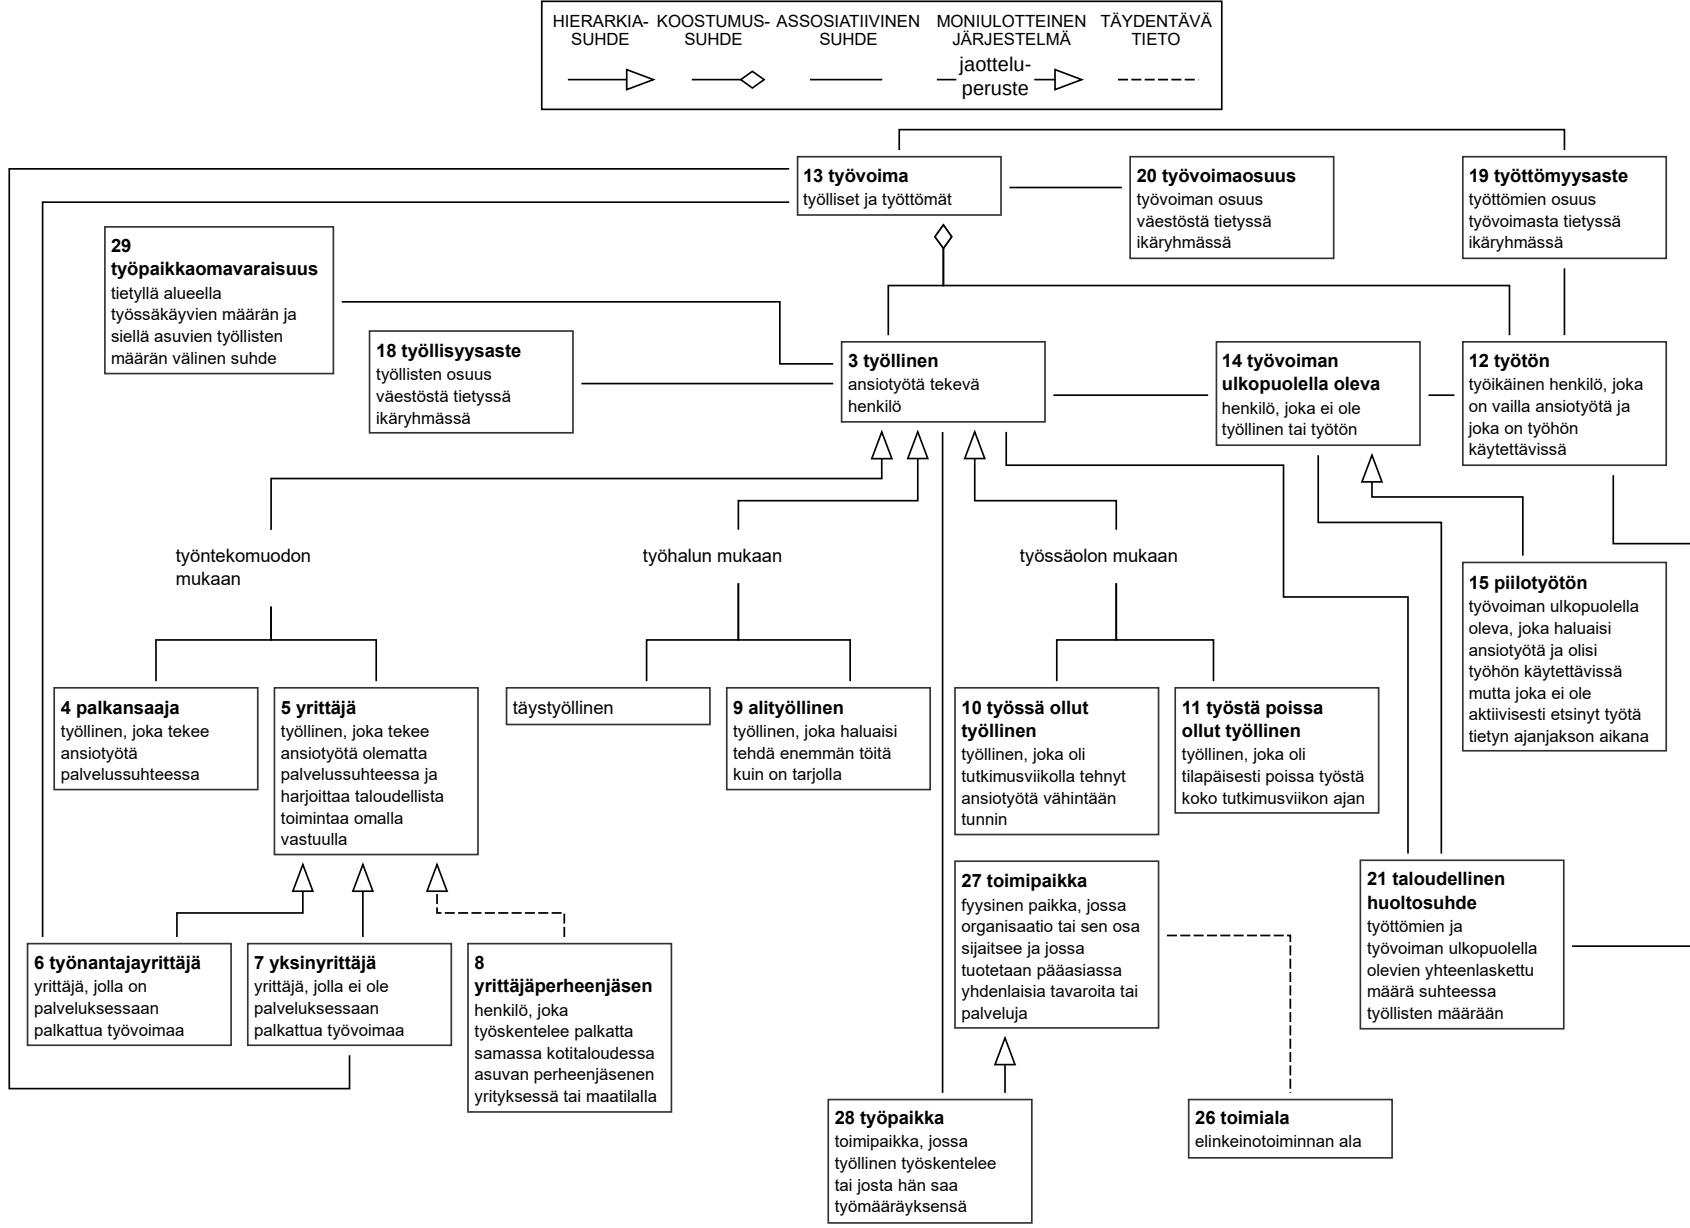 HIERARKIA-
SUHDE
KOOSTUMUS-
SUHDE
ASSOSIATIIVINEN
SUHDE
MONIULOTTEINEN
JÄRJESTELMÄ
TÄYDENTÄVÄ
TIETO
jaottelu-
peruste
13 työvoima
työlliset ja työttömät
20 työvoimaosuus
työvoiman osuus
väestöstä tietyssä
ikäryhmässä
19 työttömyysaste
työttömien osuus
työvoimasta tietyssä
ikäryhmässä
29
työpaikkaomavaraisuus
tietyllä alueella
työssäkäyvien määrän ja
siellä asuvien työllisten
määrän välinen suhde
18 työllisyysaste
työllisten osuus
väestöstä tietyssä
ikäryhmässä
3 työllinen
ansiotyötä tekevä
henkilö
14 työvoiman
ulkopuolella oleva
henkilö, joka ei ole
työllinen tai työtön
12 työtön
työikäinen henkilö, joka
on vailla ansiotyötä ja
joka on työhön
käytettävissä
työntekomuodon
mukaan
työhalun mukaan
työssäolon mukaan
15 piilotyötön
työvoiman ulkopuolella
oleva, joka haluaisi
ansiotyötä ja olisi
työhön käytettävissä
mutta joka ei ole
aktiivisesti etsinyt työtä
tietyn ajanjakson aikana
4 palkansaaja
työllinen, joka tekee
ansiotyötä
palvelussuhteessa
5 yrittäjä
työllinen, joka tekee
ansiotyötä olematta
palvelussuhteessa ja
harjoittaa taloudellista
toimintaa omalla
vastuulla
täystyöllinen
9 alityöllinen
työllinen, joka haluaisi
tehdä enemmän töitä
kuin on tarjolla
10 työssä ollut
työllinen
työllinen, joka oli
tutkimusviikolla tehnyt
ansiotyötä vähintään
tunnin
11 työstä poissa
ollut työllinen
työllinen, joka oli
tilapäisesti poissa työstä
koko tutkimusviikon ajan
27 toimipaikka
fyysinen paikka, jossa
organisaatio tai sen osa
sijaitsee ja jossa
tuotetaan pääasiassa
yhdenlaisia tavaroita tai
palveluja
21 taloudellinen
huoltosuhde
työttömien ja
työvoiman ulkopuolella
olevien yhteenlaskettu
määrä suhteessa
työllisten määrään
6 työnantajayrittäjä
yrittäjä, jolla on
palveluksessaan
palkattua työvoimaa
7 yksinyrittäjä
yrittäjä, jolla ei ole
palveluksessaan
palkattua työvoimaa
8
yrittäjäperheenjäsen
henkilö, joka
työskentelee palkatta
samassa kotitaloudessa
asuvan perheenjäsenen
yrityksessä tai maatilalla
28 työpaikka
toimipaikka, jossa
työllinen työskentelee
tai josta hän saa
työmääräyksensä
26 toimiala
elinkeinotoiminnan ala